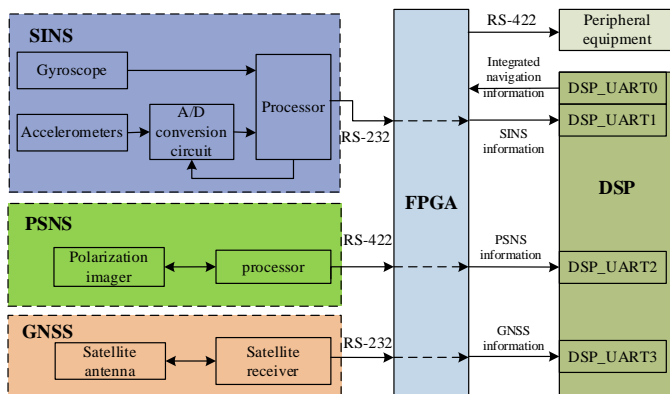 SINS
Gyroscope
Accelerometers
A/D
conversion
circuit
Processor
RS-232
PSNS
Polarization
imager
processor
RS-422
GNSS
Satellite
antenna
Satellite
receiver
RS-232
FPGA
RS-422
Peripheral
equipment
Integrated
navigation
information
DSP_UART0
DSP_UART1
SINS
information
DSP
PSNS
information
DSP_UART2
GNSS
information
DSP_UART3